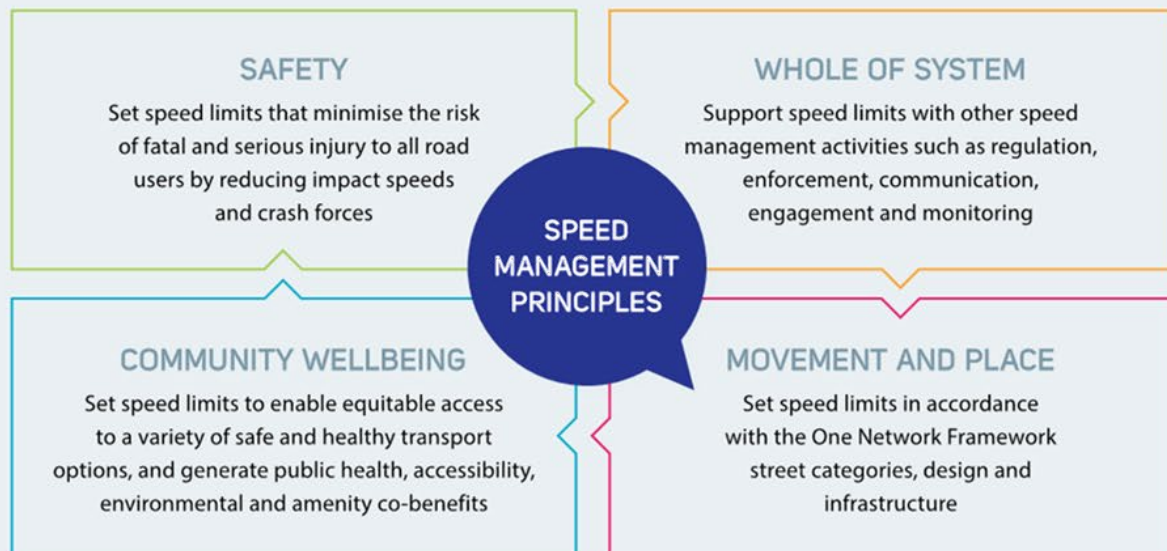 SAFETY
Set speed limits that minimise the risk
of fatal and serious injury to all road
users by reducing impact speeds
and crash forces
WHOLE OF SYSTEM
Support speed limits with other speed
management activities such as regulation,
enforcement, communication,
engagement and monitoring
SPEED
MANAGEMENT
PRINCIPLES
COMMUNITY WELLBEING
Set speed limits to enable equitable access
to a variety of safe and healthy transport
options, and generate public health, accessibility,
environmental and amenity co-benefits
MOVEMENT AND PLACE
Set speed limits in accordance
with the One Network Framework
street categories, design and
infrastructure